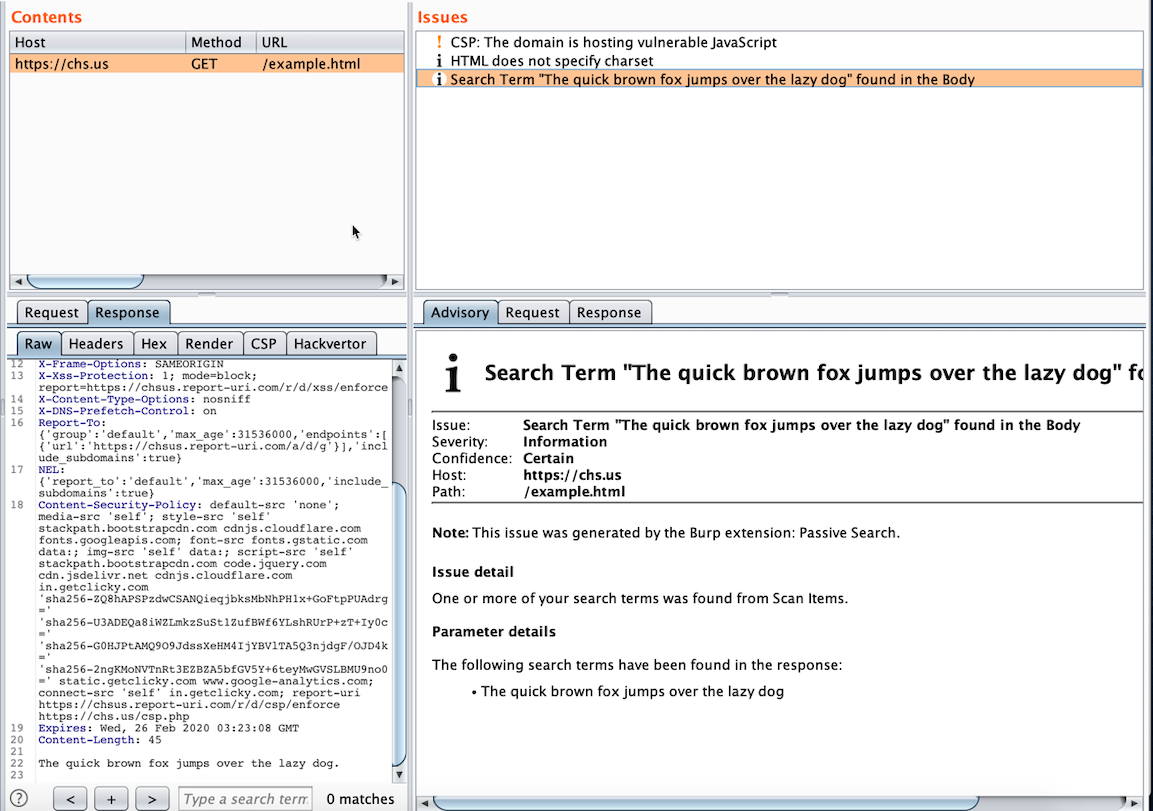 Contents
Host Method URL
https://chs.us GET /example.html
Issues
! CSP: The domain is hosting vulnerable JavaScript
i HTML does not specify charset
i Search Term "The quick brown fox jumps over the lazy dog" found in the Body
Request Response
Raw Headers Hex Render CSP Hackvertor
12 X-Frame-Options: SAMEORIGIN
13 X-Xss-Protection: 1; mode=block;
report=https://chsus.report-uri.com/r/d/xss/enforce
14 X-Content-Type-Options: nosniff
15 X-DNS-Prefetch-Control: on
16 Report-To:
{'group':'default','max_age':31536000,'endpoints':[
{'url':'https://chsus.report-uri.com/a/d/g'}],'incl
ude_subdomains':true}
17 NEL:
{'report_to':'default','max_age':31536000,'include_
subdomains':true}
18 Content-Security-Policy: default-src 'none';
media-src 'self'; style-src 'self'
stackpath.bootstrapcdn.com cdnjs.cloudflare.com
fonts.googleapis.com; font-src fonts.gstatic.com
data:; img-src 'self' data:; script-src 'self'
stackpath.bootstrapcdn.com code.jquery.com
cdn.jsdelivr.net cdnjs.cloudflare.com
in.getclicky.com
'sha256-ZQ8hAPSPzdwCSANQieqjbksMbNhPH1x+GoFtpPUAdrg
='
'sha256-U3ADEQa8iWZLmkzSuSt1ZufBWf6YLshRUrP+zT+Iy0c
='
'sha256-G0HJPtAMQ9O9JdssXeHM4IjYBVlTA5Q3njdgF/OJD4k
='
'sha256-2ngKMoNVTnRt3EZBZA5bfGV5Y+6teyMwGVSLBMU9no0
=' static.getclicky.com www.google-analytics.com;
connect-src 'self' in.getclicky.com; report-uri
https://chsus.report-uri.com/r/d/csp/enforce
https://chs.us/csp.php
19 Expires: Wed, 26 Feb 2020 03:23:08 GMT
20 Content-Length: 45
21
22 The quick brown fox jumps over the lazy dog.
23
? < + > Type a search term 0 matches
Advisory Request Response
i Search Term "The quick brown fox jumps over the lazy dog" fo
Issue: Search Term "The quick brown fox jumps over the lazy dog" found in the Body
Severity: Information
Confidence: Certain
Host: https://chs.us
Path: /example.html
Note: This issue was generated by the Burp extension: Passive Search.
Issue detail
One or more of your search terms was found from Scan Items.
Parameter details
The following search terms have been found in the response:
• The quick brown fox jumps over the lazy dog